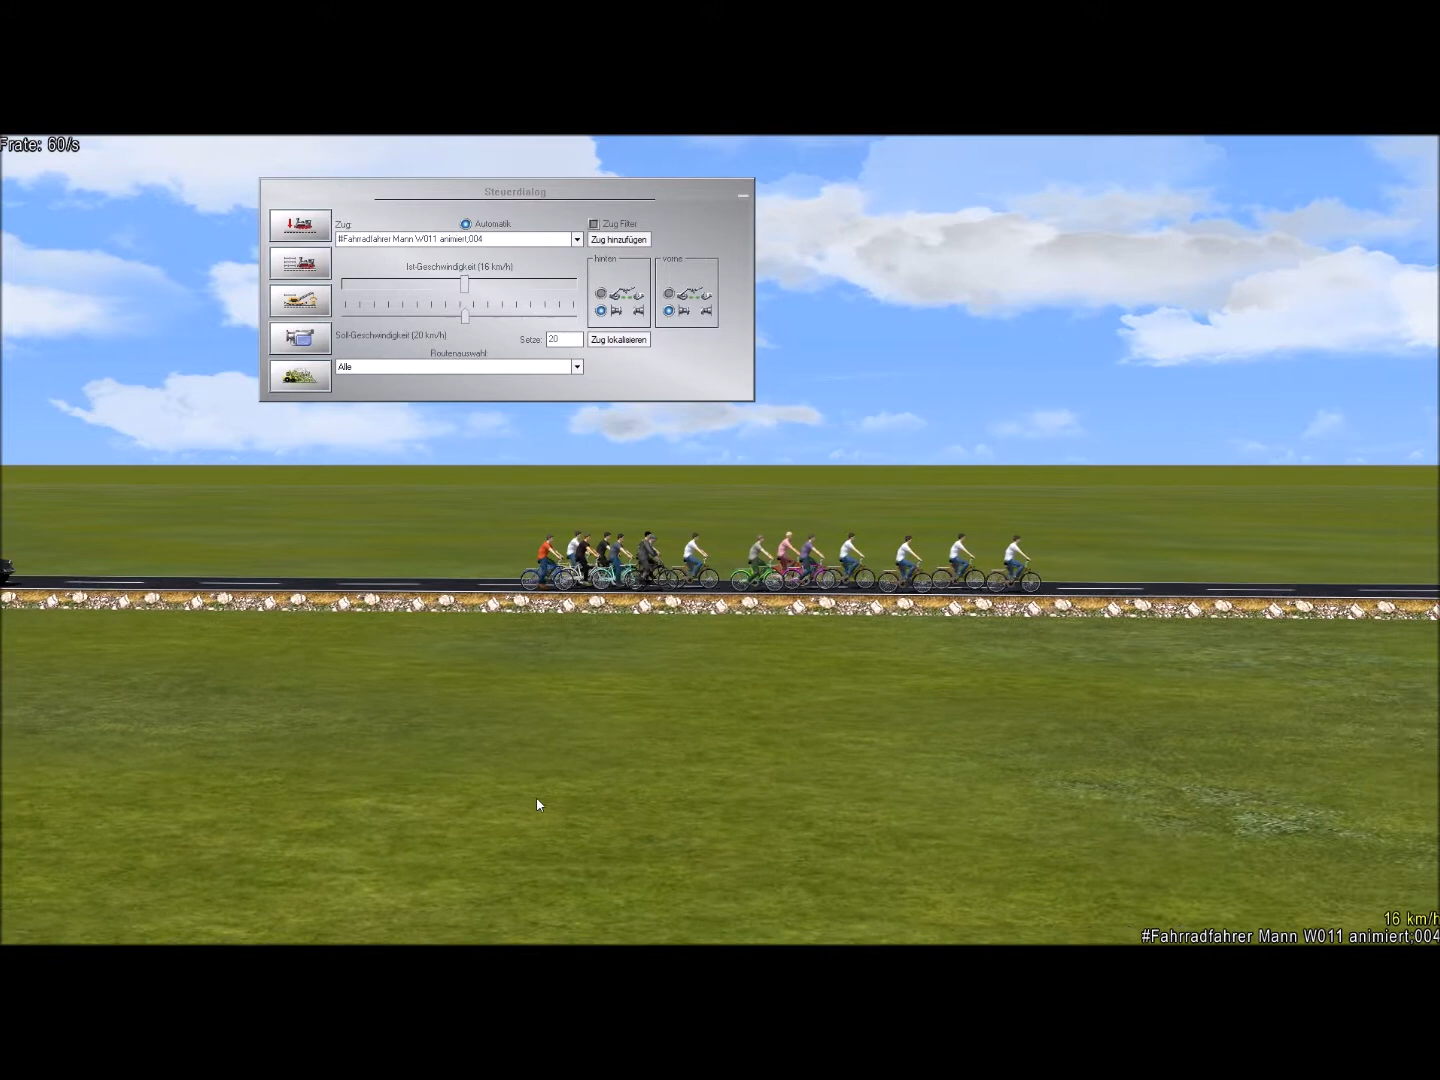 Frate: 60/s
Steuerdialog
Zug:
Automatik
Zug Filter
#Fahrradfahrer Mann W011 animiert;004
Zug hinzufügen
Ist-Geschwindigkeit (16 km/h)
hinten
vorne
Soll-Geschwindigkeit (20 km/h)
Setze:
20
Zug lokalisieren
Routenauswahl:
Alle
16 km/h
#Fahrradfahrer Mann W011 animiert;004